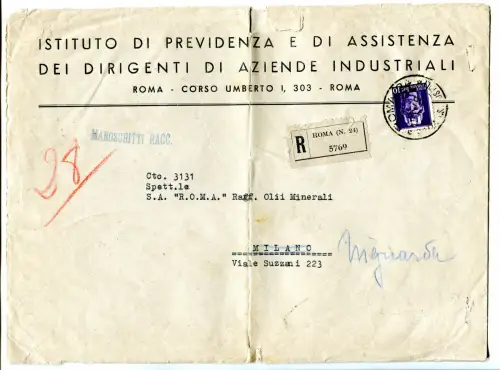 ISTITUTO DI PREVIDENZA E DI ASSISTENZA
DEI DIRIGENTI DI AZIENDE INDUSTRIALI
ROMA - CORSO UMBERTO I, 303 - ROMA
MANOSCRITTI RACC.
R
ROMA (N. 24)
5769
28
Cto. 3131
Spett.le
S.A. "R.O.M.A." Raff. Olii Minerali
MILANO
Niguarda
Viale Suzzani 223